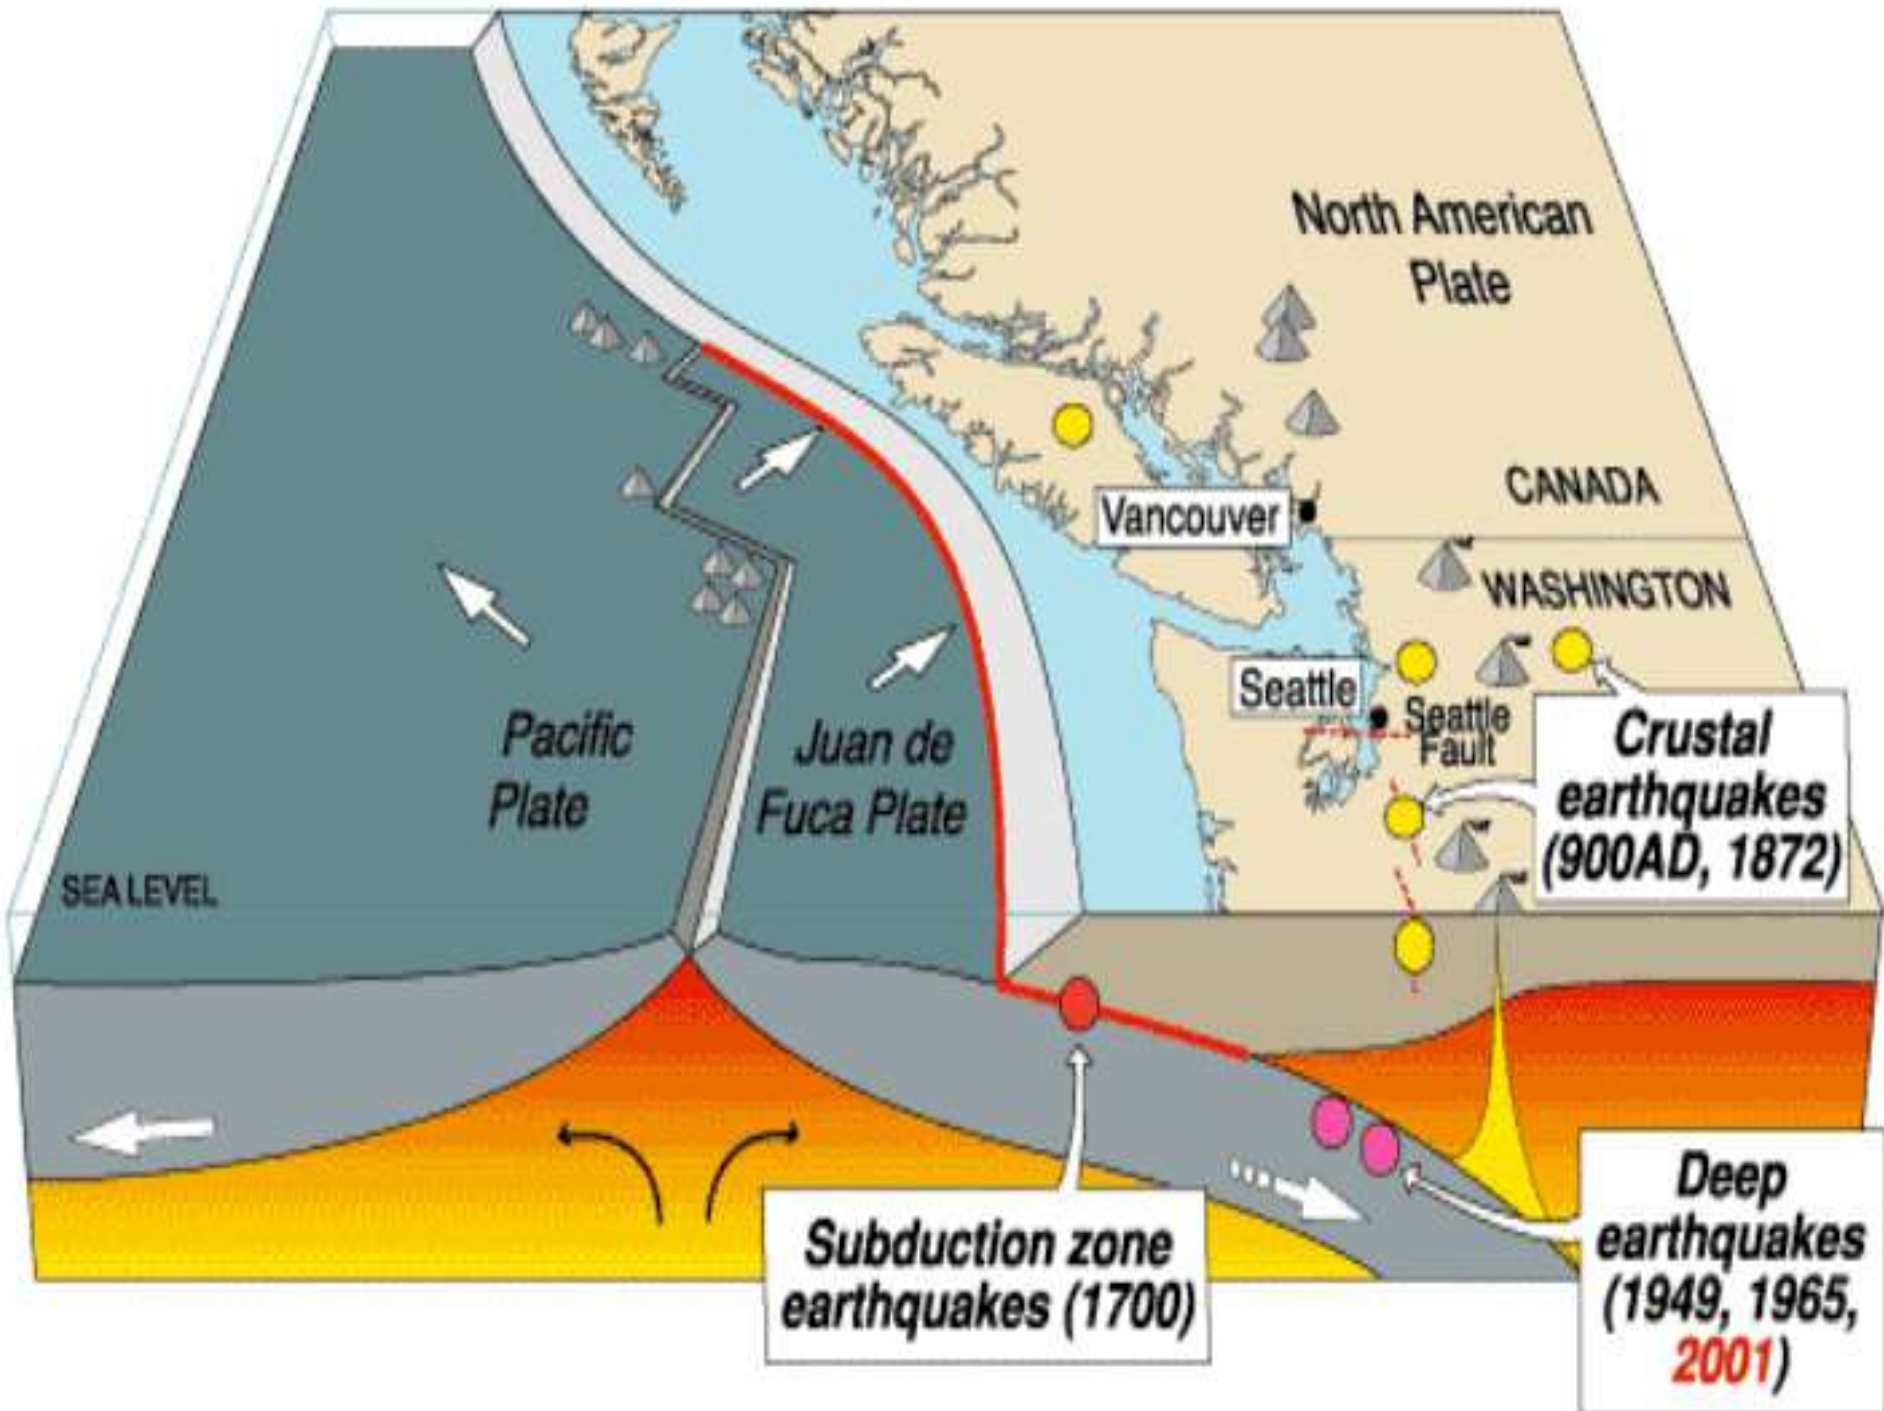 North American
Plate
CANADA
Vancouver
WASHINGTON
Seattle
Seattle
Fault
Crustal
earthquakes
(900AD, 1872)
Pacific
Plate
Juan de
Fuca Plate
SEA LEVEL
Subduction zone
earthquakes (1700)
Deep
earthquakes
(1949, 1965,
2001)